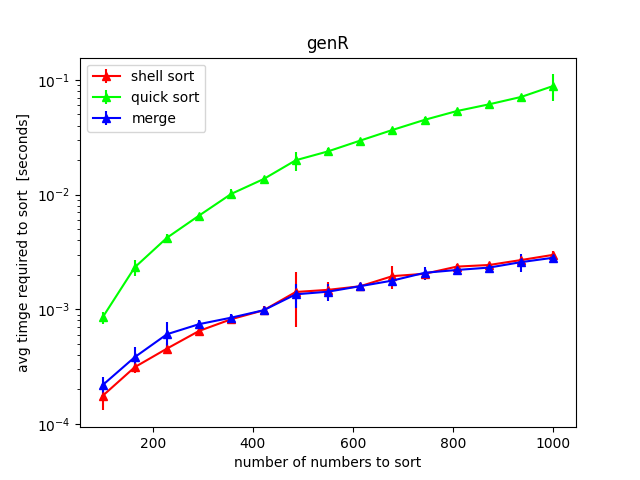 genR
shell sort
quick sort
merge
10⁻¹
10⁻²
10⁻³
10⁻⁴
avg timge required to sort [seconds]
200 400 600 800 1000
number of numbers to sort